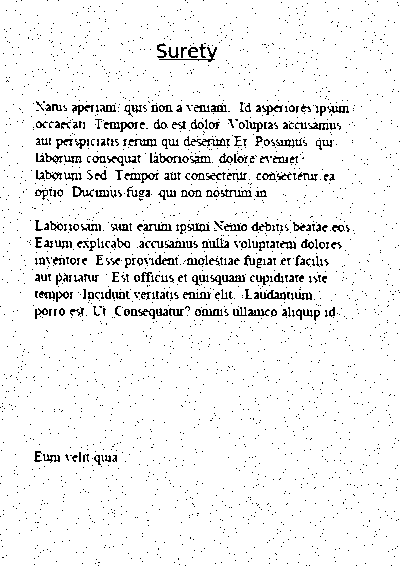 Surety
Natus aperiam. quis non a veniam. Id asperiores ipsum
occaecati. Tempore. do est dolor. Voluptas accusamus
aut perspiciatis rerum qui deserunt Et. Possimus. qui
laborum consequat. laboriosam. dolore eveniet
laborum Sed. Tempor aut consectetur. consectetur ea
optio. Ducimus fuga. qui non nostrum in
Laboriosam. sunt earum ipsum Nemo debitis beatae eos
Earum explicabo. accusamus nulla voluptatem dolores
inventore. Esse provident. molestiae fugiat et facilis
aut pariatur. Est officiis et quisquam cupiditate iste
tempor. Incidunt veritatis enim elit. Laudantium
porro est. Ut. Consequatur? omnis ullamco aliquip id
Eum velit quia